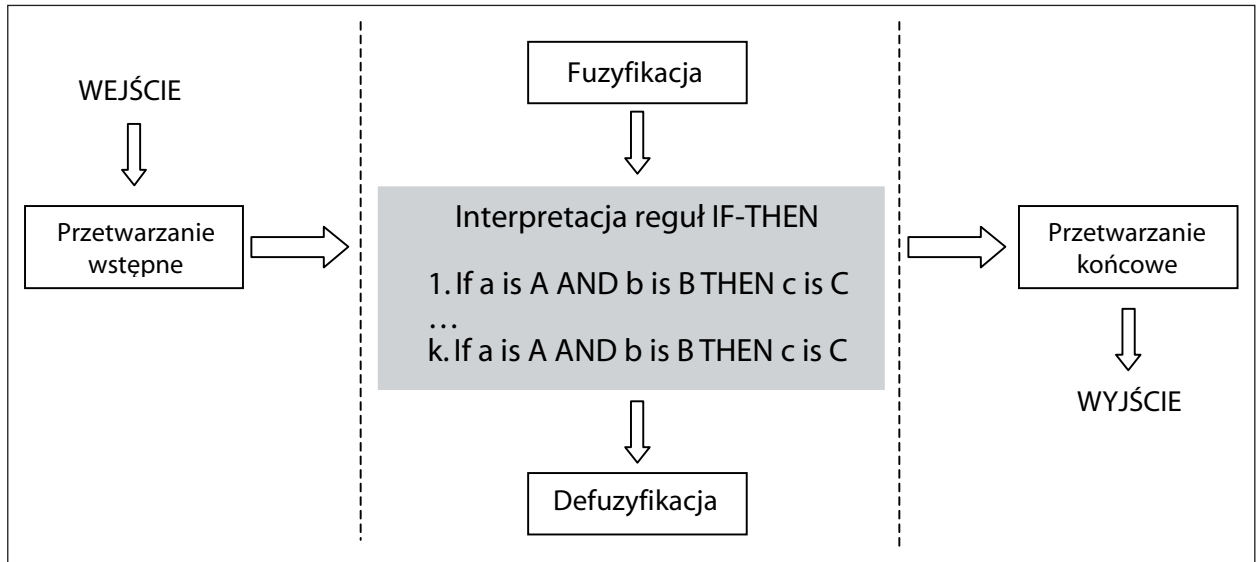 WEJŚCIE
Przetwarzanie
wstępne
Fuzyfikacja
Interpretacja reguł IF-THEN
1. If a is A AND b is B THEN c is C
…
k. If a is A AND b is B THEN c is C
Defuzyfikacja
Przetwarzanie
końcowe
WYJŚCIE